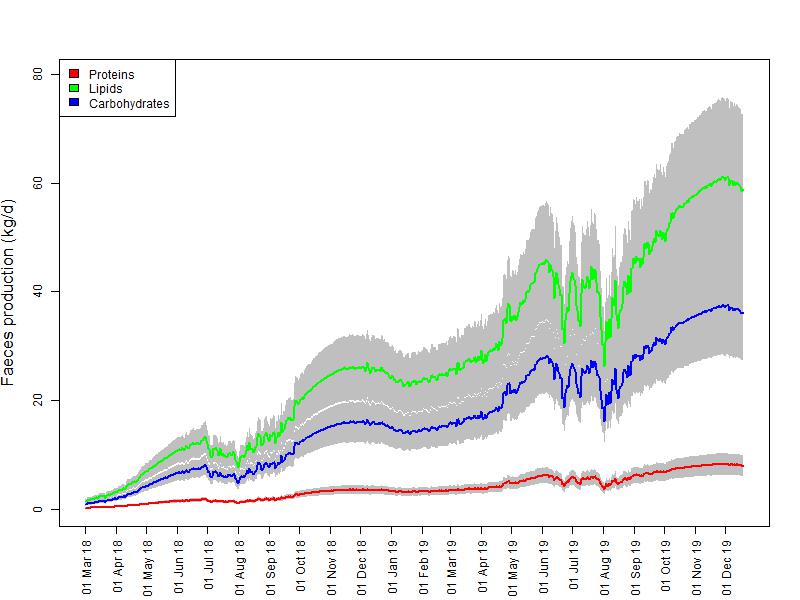 Proteins
Lipids
Carbohydrates
Faeces production (kg/d)
80
60
40
20
0
01 Mar 18
01 Apr 18
01 May 18
01 Jun 18
01 Jul 18
01 Aug 18
01 Sep 18
01 Oct 18
01 Nov 18
01 Dec 18
01 Jan 19
01 Feb 19
01 Mar 19
01 Apr 19
01 May 19
01 Jun 19
01 Jul 19
01 Aug 19
01 Sep 19
01 Oct 19
01 Nov 19
01 Dec 19